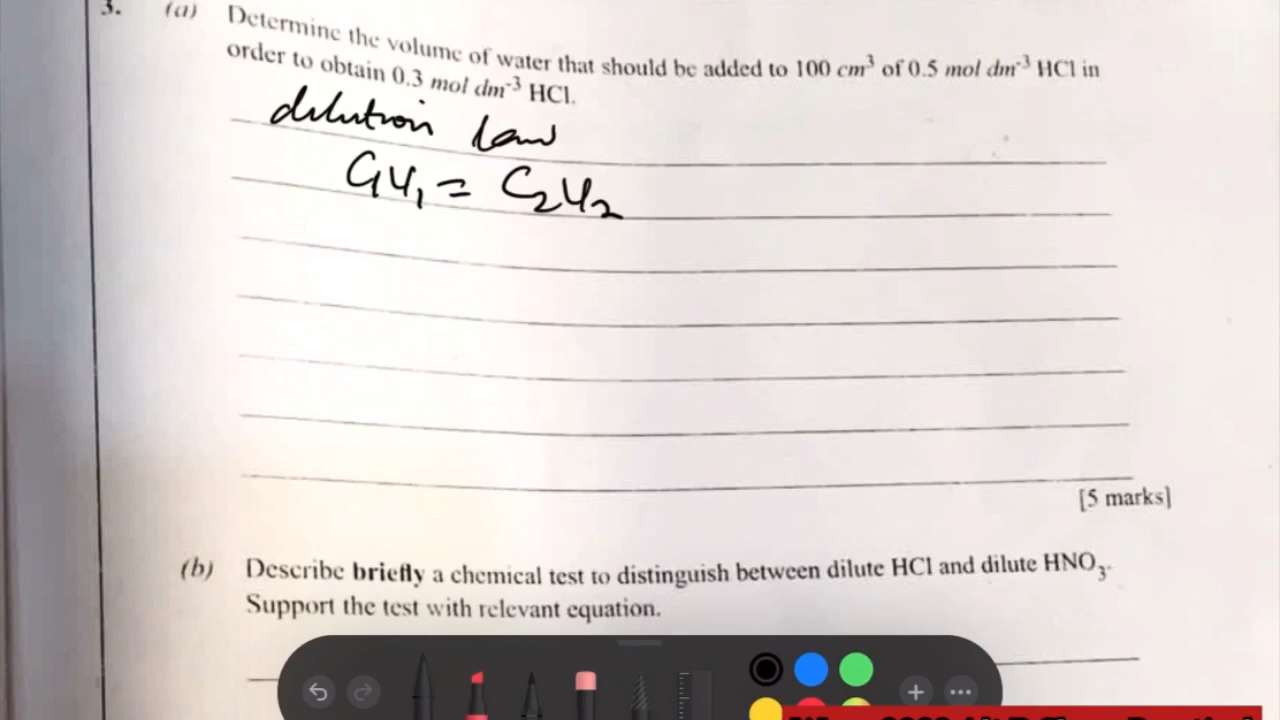 3. (a) Determine the volume of water that should be added to 100 cm³ of 0.5 mol dm⁻³ HCl in
order to obtain 0.3 mol dm⁻³ HCl.
dilution law
C₁V₁ = C₂V₂
[5 marks]
(b) Describe briefly a chemical test to distinguish between dilute HCl and dilute HNO₃.
Support the test with relevant equation.